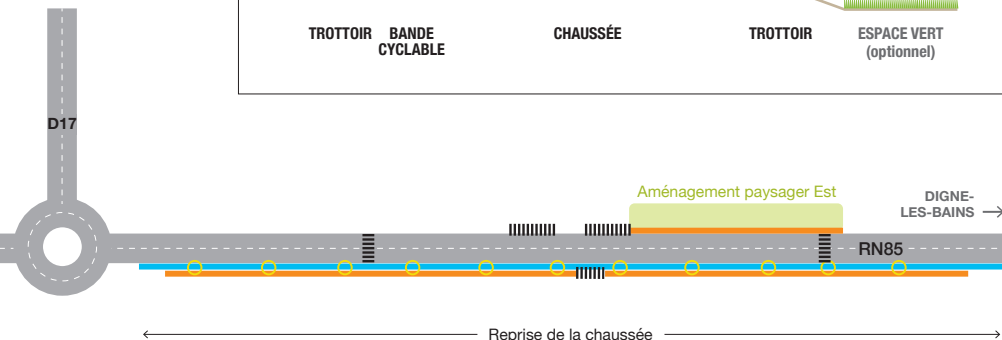 TROTTOIR
BANDE
CYCLABLE
CHAUSSÉE
TROTTOIR
ESPACE VERT
(optionnel)
D17
Aménagement paysager Est
DIGNE-
LES-BAINS
RN85
Reprise de la chaussée